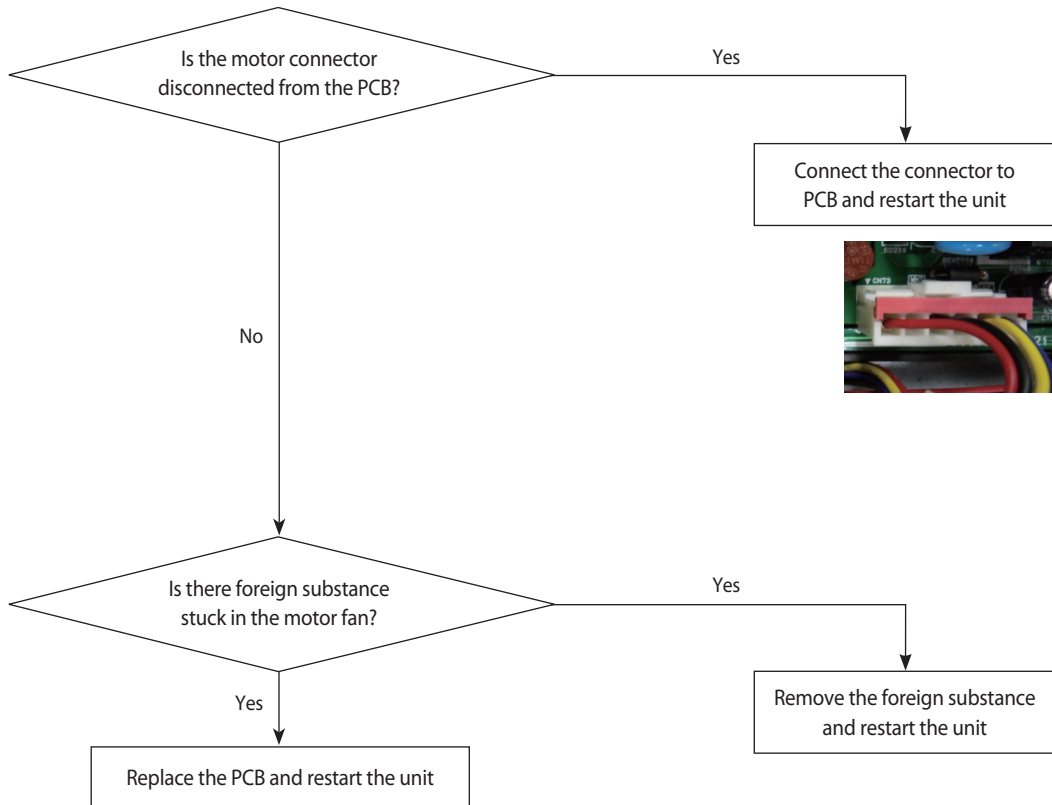 Is the motor connector
disconnected from the PCB?
Yes
Connect the connector to
PCB and restart the unit
CN73
21
No
Is there foreign substance
stuck in the motor fan?
Yes
Remove the foreign substance
and restart the unit
Yes
Replace the PCB and restart the unit